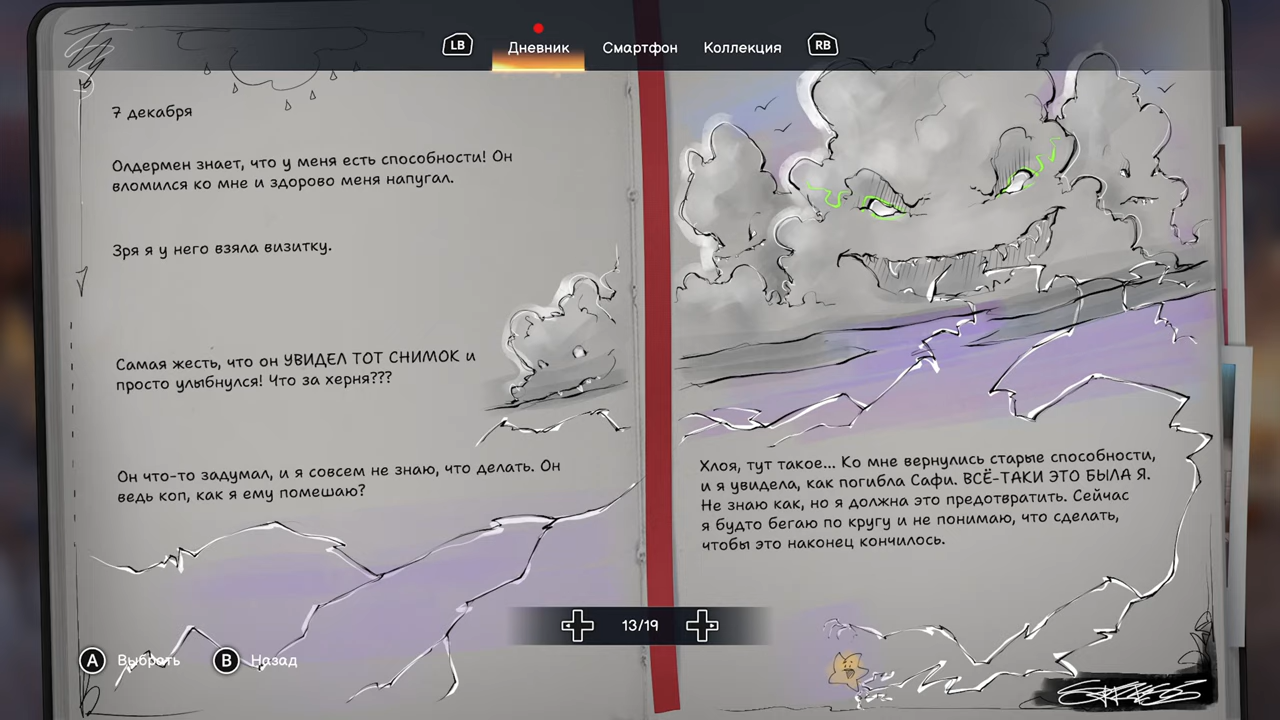 LB Дневник Смартфон Коллекция RB
7 декабря
Олдермен знает, что у меня есть способности! Он
вломился ко мне и здорово меня напугал.
Зря я у него взяла визитку.
Самая жесть, что он УВИДЕЛ ТОТ СНИМОК и
просто улыбнулся! Что за херня???
Он что-то задумал, и я совсем не знаю, что делать. Он
ведь коп, как я ему помешаю?
Хлоя, тут такое... Ко мне вернулись старые способности,
и я увидела, как погибла Сафи. ВСЁ-ТАКИ ЭТО БЫЛА Я.
Не знаю как, но я должна это предотвратить. Сейчас
я будто бегаю по кругу и не понимаю, что сделать,
чтобы это наконец кончилось.
13/19
A Выбрать B Назад